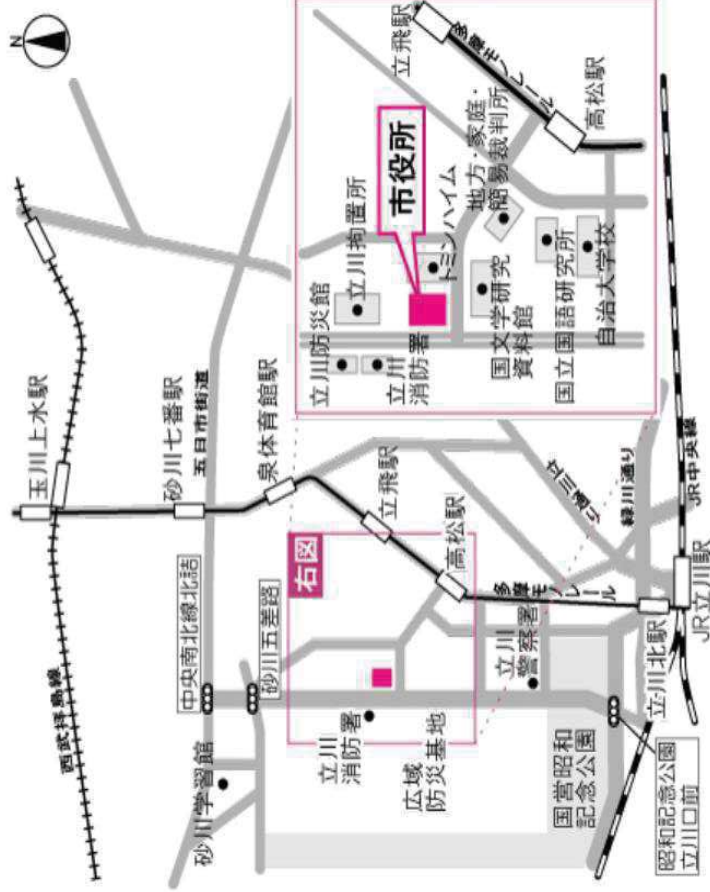 N
西武拝島線
玉川上水駅
砂川七番駅
五日市街道
泉体育館駅
中央南北線北詰
砂川五差路
砂川学習館
右図
立飛駅
高松駅
多摩モノレール
立川
消防署
広域
防災基地
立川
警察署
国営昭和
記念公園
昭和記念公園
立川口前
立川北駅
JR立川駅
立川通り
緑川通り
JR中央線
立川防災館
立川拘置所
立川
消防署
市役所
トミンハイム
地方・家庭・
簡易裁判所
国文学研究
資料館
国立国語研究所
自治大学校
立飛駅
多摩モノレール
高松駅